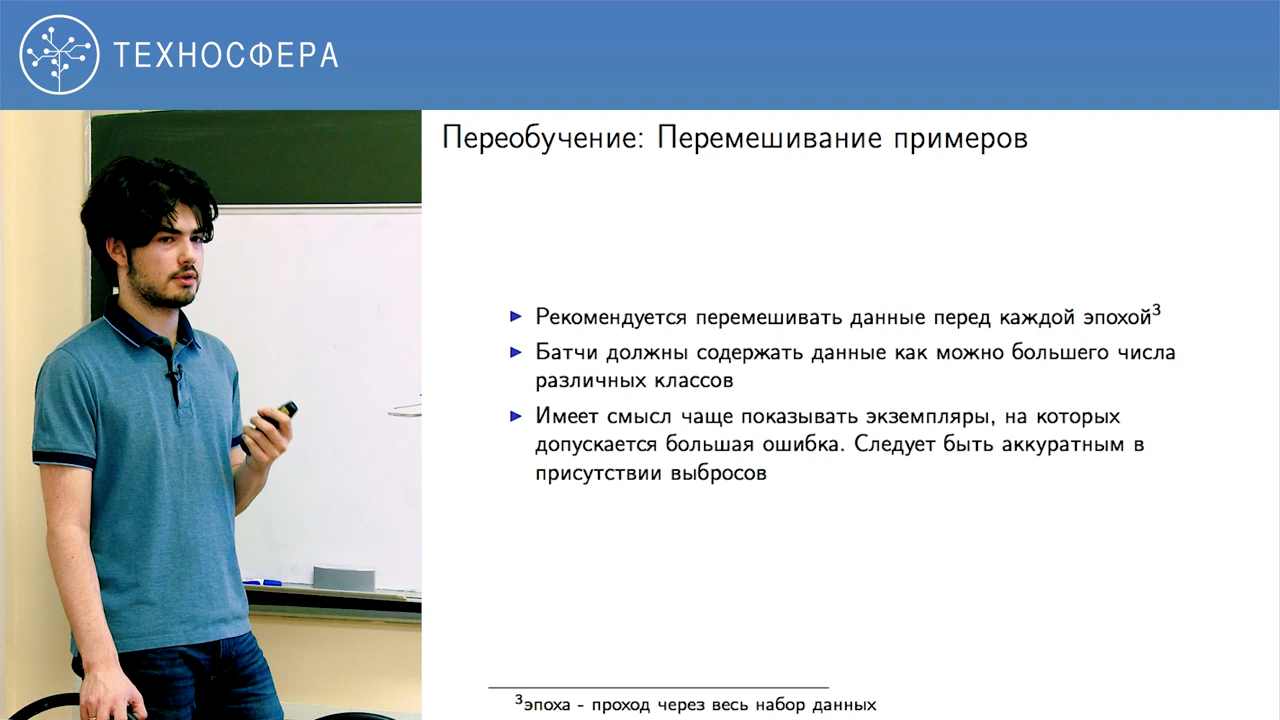 ТЕХНОСФЕРА
Переобучение: Перемешивание примеров
Рекомендуется перемешивать данные перед каждой эпохой³
Батчи должны содержать данные как можно большего числа
различных классов
Имеет смысл чаще показывать экземпляры, на которых
допускается большая ошибка. Следует быть аккуратным в
присутствии выбросов
³эпоха - проход через весь набор данных